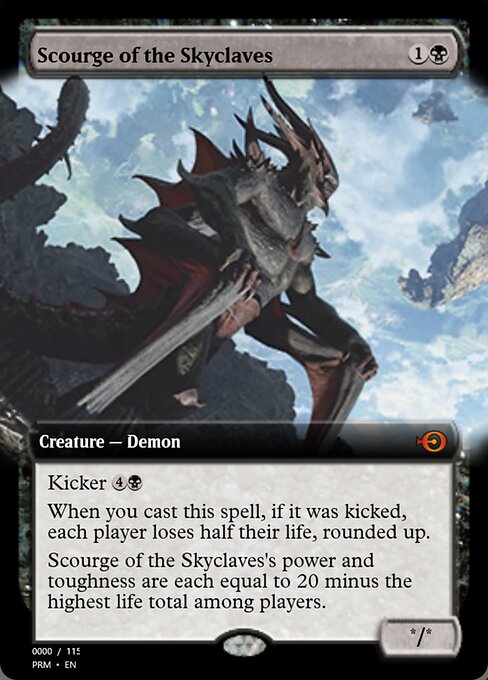 Scourge of the Skyclaves 1
Creature — Demon
Kicker 4
When you cast this spell, if it was kicked,
each player loses half their life, rounded up.
Scourge of the Skyclaves's power and
toughness are each equal to 20 minus the
highest life total among players.
*/*
0000 / 115
PRM • EN